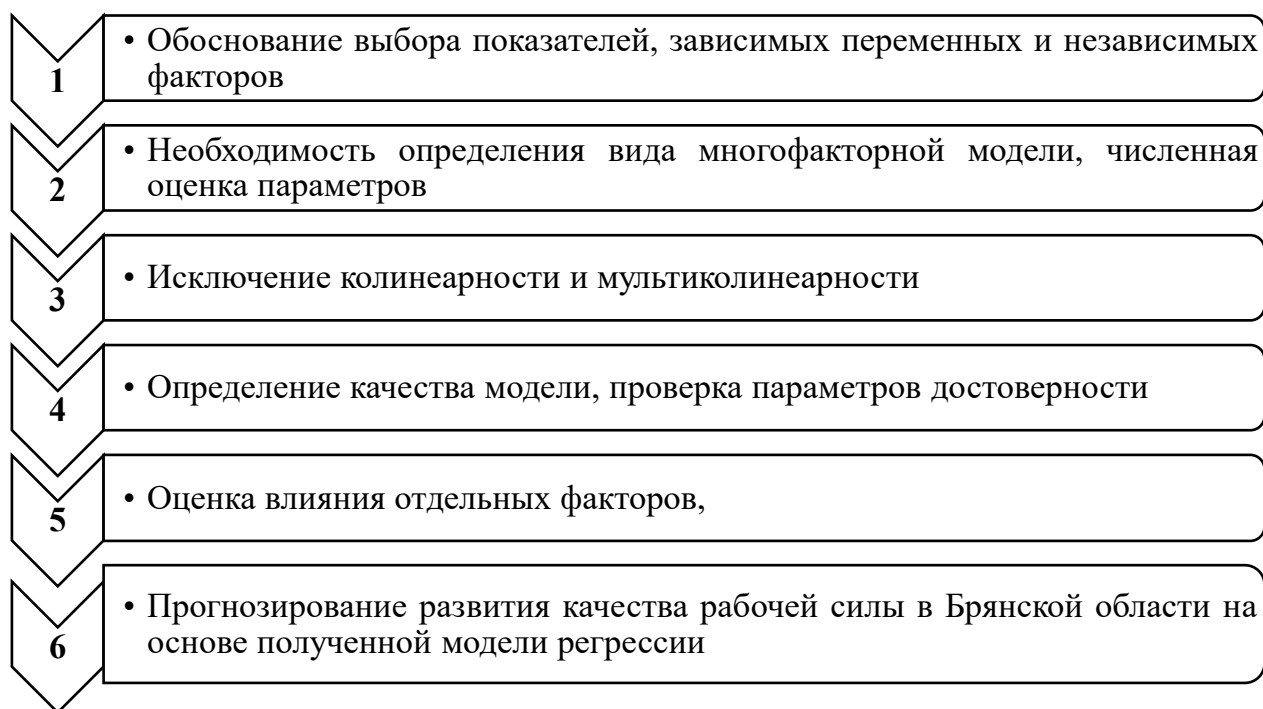 1
• Обоснование выбора показателей, зависимых переменных и независимых
факторов
2
• Необходимость определения вида многофакторной модели, численная
оценка параметров
3
• Исключение колинеарности и мультиколинеарности
4
• Определение качества модели, проверка параметров достоверности
5
• Оценка влияния отдельных факторов,
6
• Прогнозирование развития качества рабочей силы в Брянской области на
основе полученной модели регрессии